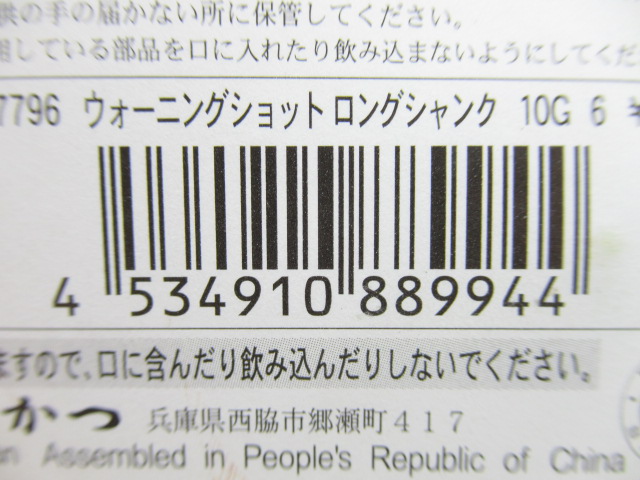 供の手の届かない所に保管してください。
している部品を口に入れたり飲み込まないようにしてくだ
7796 ウォーニングショット ロングシャンク 10G 6
4 534910 889944
ますので、口に含んだり飲み込んだりしないでください。
かつ 兵庫県西脇市郷瀬町４１７
n Assembled in People's Republic of China